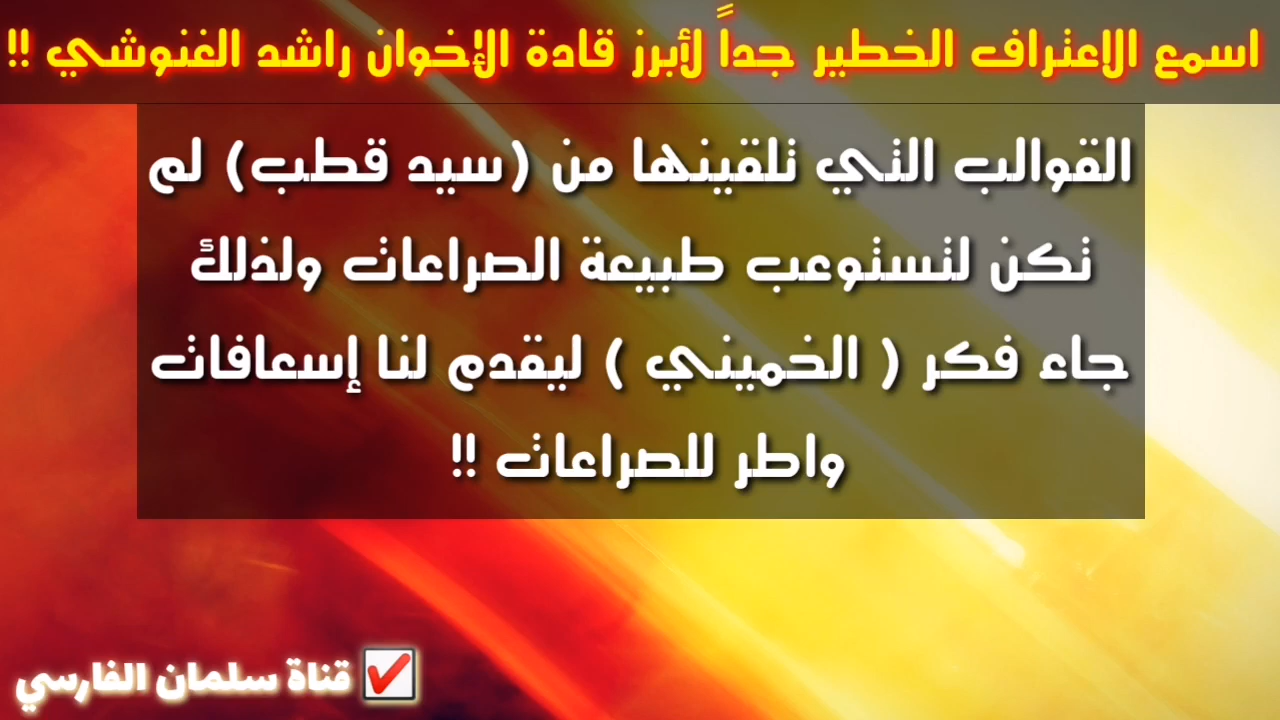 اسمع الاعتراف الخطير جداً لأبرز قادة الإخوان راشد الغنوشي !!
القوالب التي تلقينها من (سيد قطب) لم
تكن لتستوعب طبيعة الصراعات ولذلك
جاء فكر ( الخميني ) ليقدم لنا إسعافات
واطر للصراعات !!
قناة سلمان الفارسي